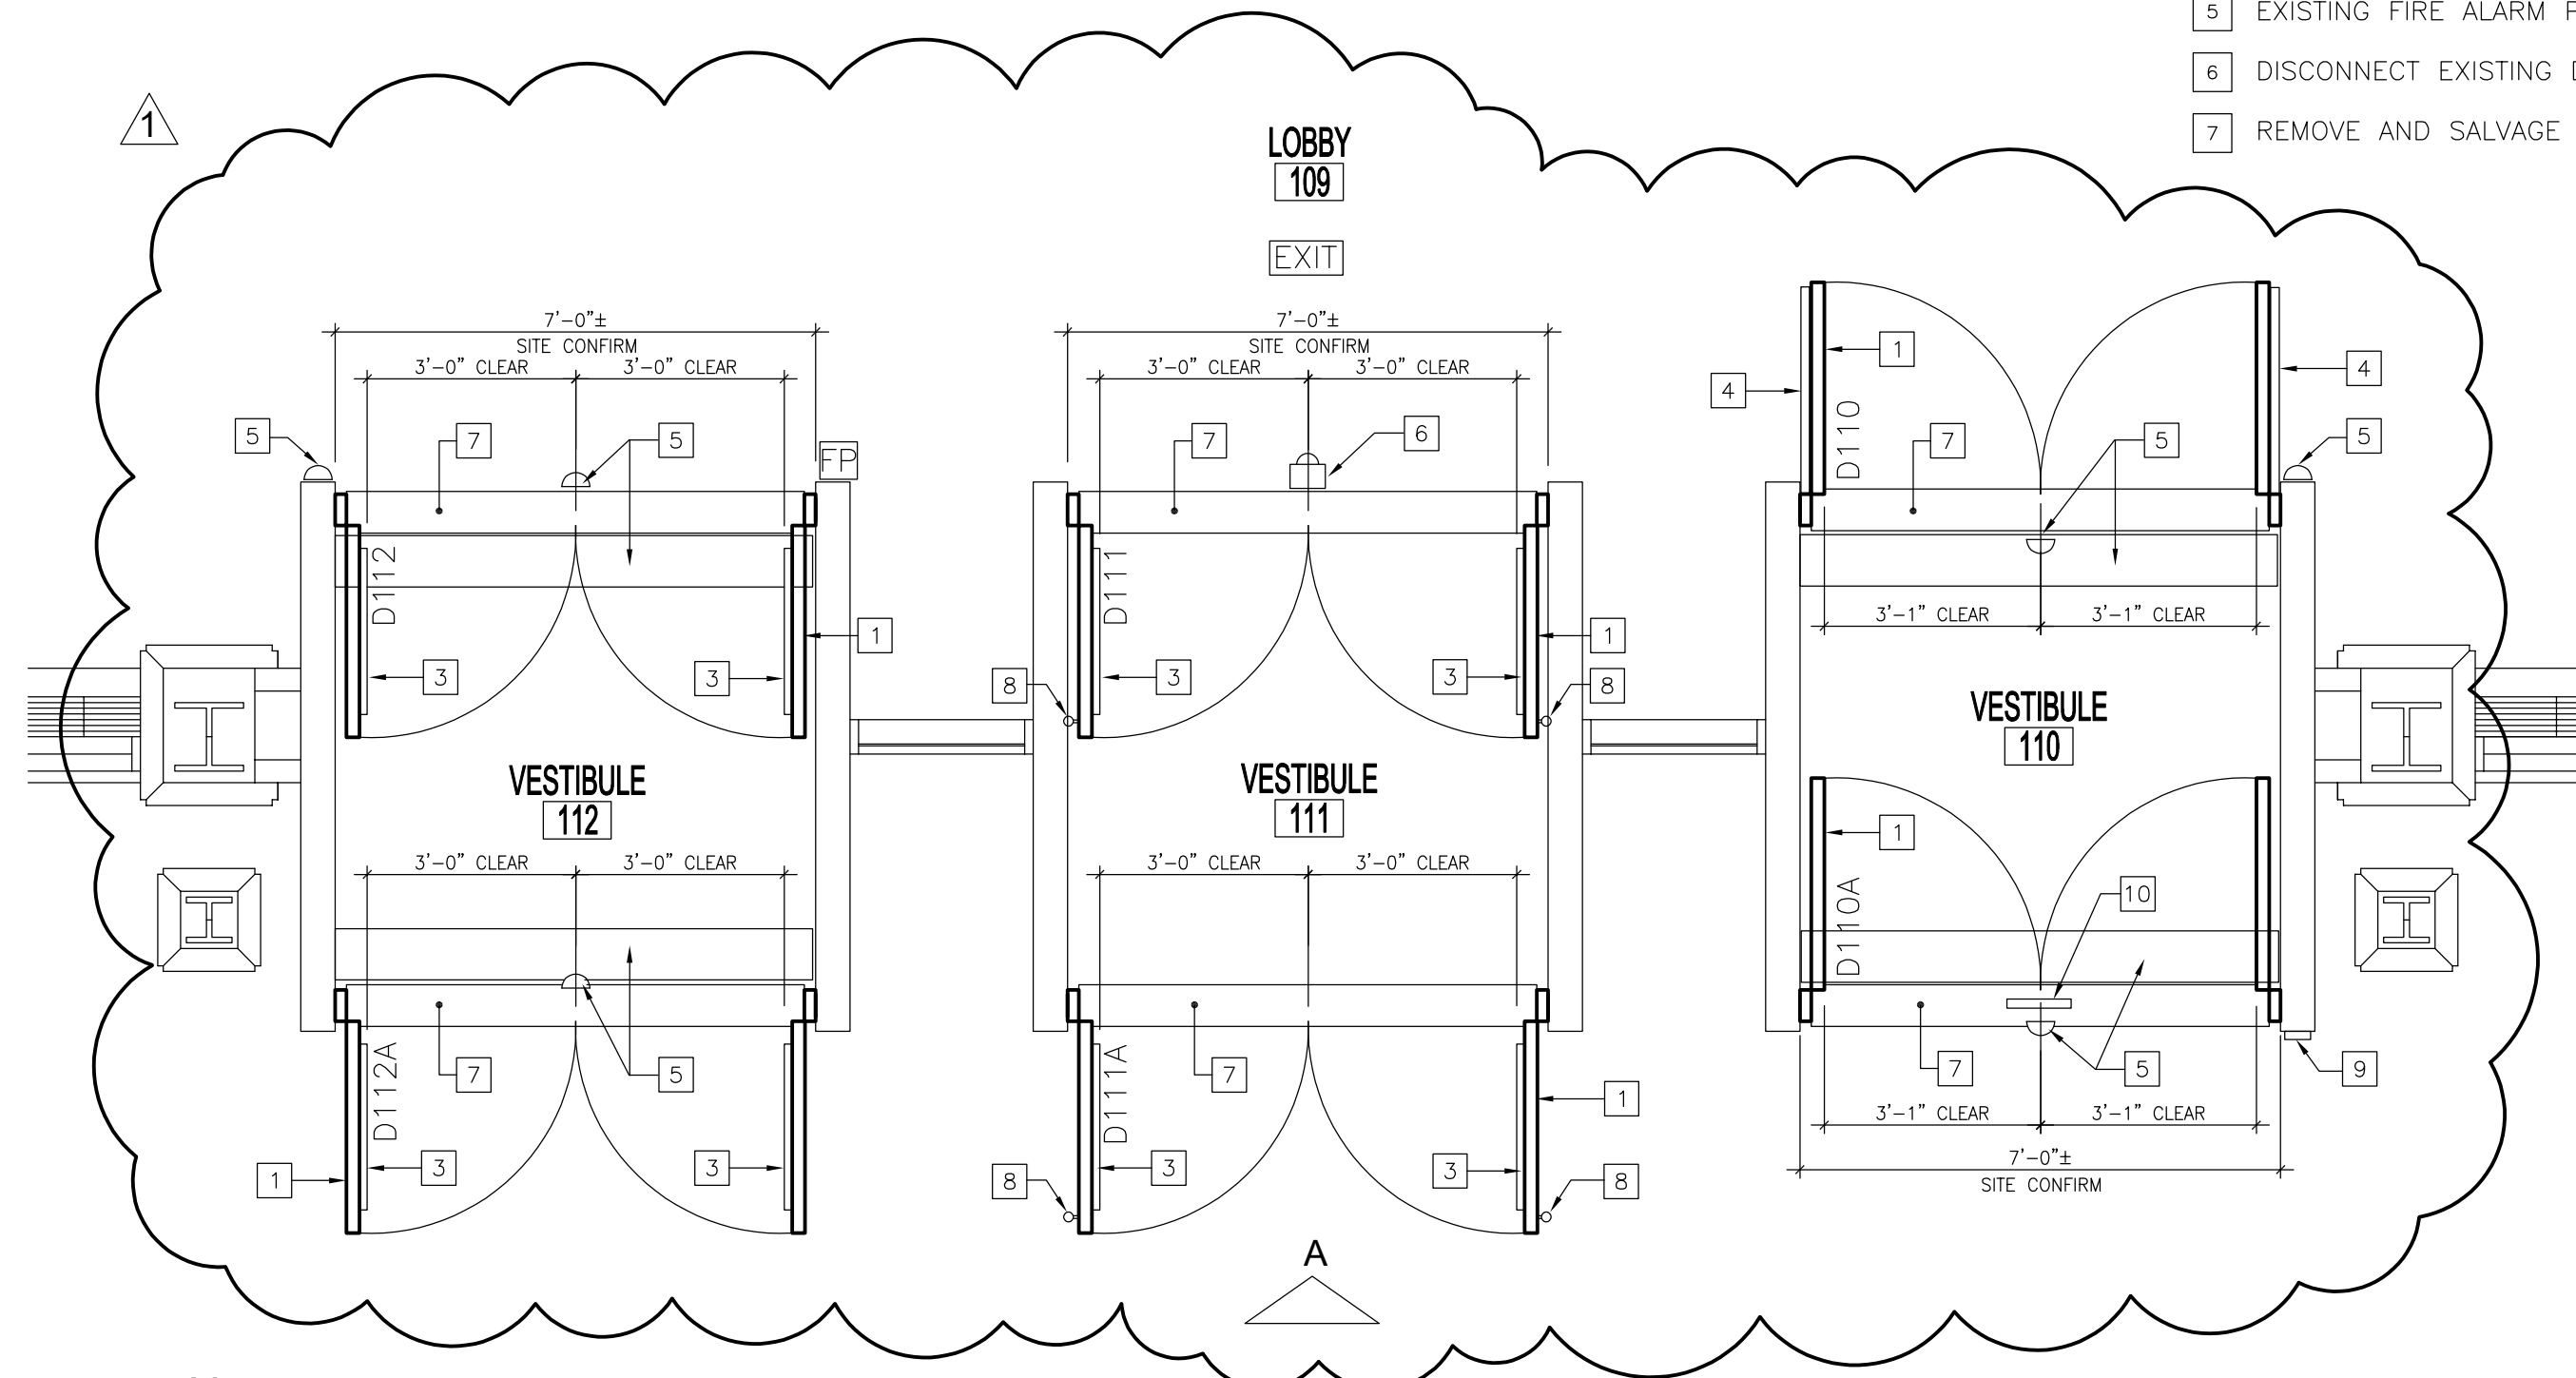 5 EXISTING FIRE ALARM
6 DISCONNECT EXISTING
7 REMOVE AND SALVAGE
1
LOBBY
109
EXIT
7'-0"±
SITE CONFIRM
3'-0" CLEAR 3'-0" CLEAR
5
7
5
FP
D112
1
3
3
VESTIBULE
112
3'-0" CLEAR 3'-0" CLEAR
7
5
D112A
3
3
1
7'-0"±
SITE CONFIRM
3'-0" CLEAR 3'-0" CLEAR
7
6
D111
1
3
3
8
8
VESTIBULE
111
3'-0" CLEAR 3'-0" CLEAR
7
D111A
1
3
3
8
8
A
1
4
4
D110
7
5
5
3'-1" CLEAR 3'-1" CLEAR
VESTIBULE
110
1
10
D110A
7
5
9
3'-1" CLEAR 3'-1" CLEAR
7'-0"±
SITE CONFIRM